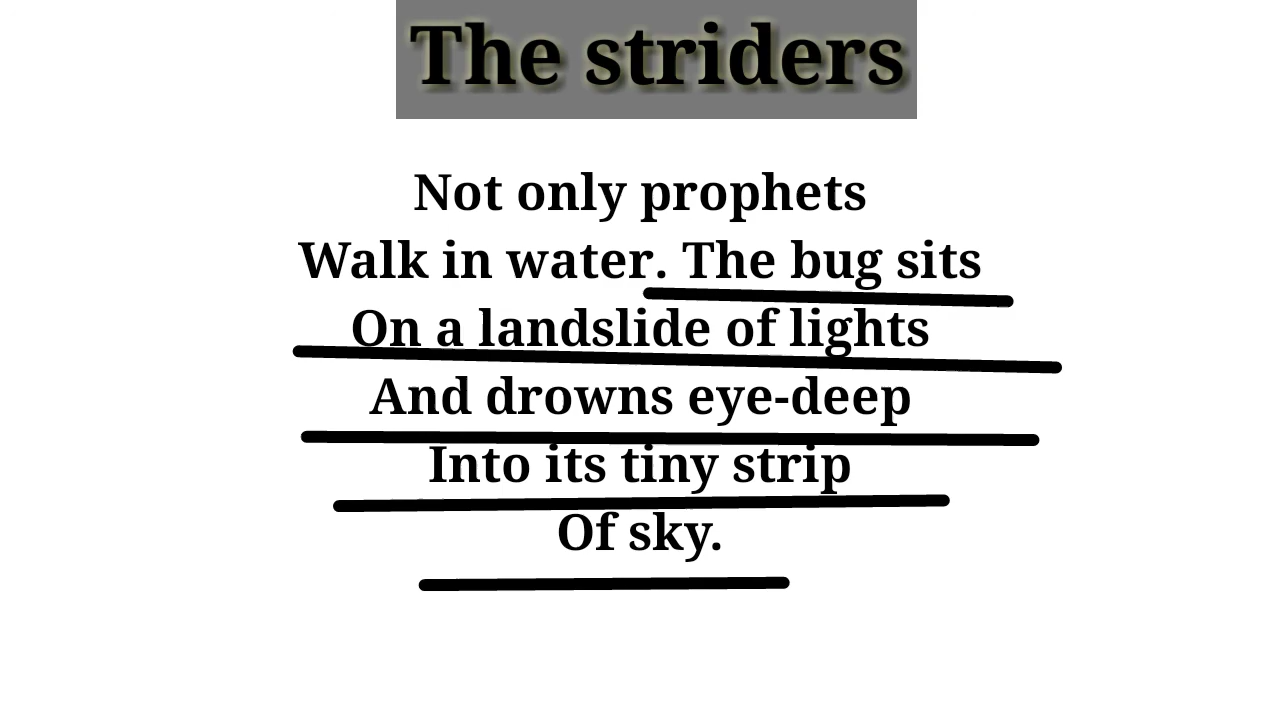 The striders
Not only prophets
Walk in water. The bug sits
On a landslide of lights
And drowns eye-deep
Into its tiny strip
Of sky.